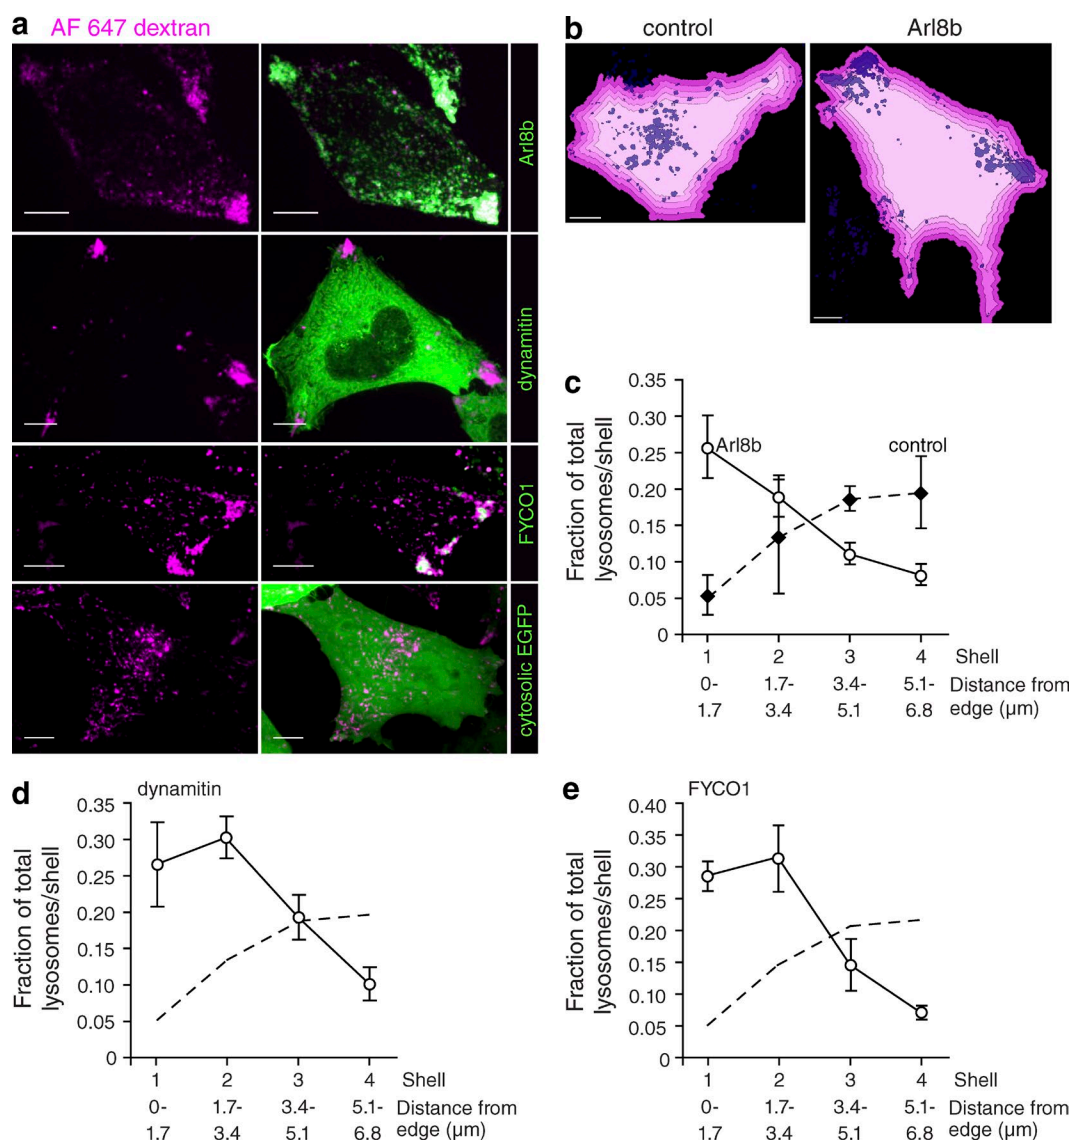 a
AF 647 dextran
Arl8b
dynamitin
FYCO1
cytosolic EGFP
b
control
Arl8b
c
Fraction of total
lysosomes/shell
0.35
0.30
0.25
0.20
0.15
0.10
0.05
0
Arl8b
control
1 2 3 4 Shell
0- 1.7- 3.4- 5.1- Distance from
1.7 3.4 5.1 6.8 edge (µm)
d
dynamitin
Fraction of total
lysosomes/shell
0.35
0.30
0.25
0.20
0.15
0.10
0.05
0
1 2 3 4 Shell
0- 1.7- 3.4- 5.1- Distance from
1.7 3.4 5.1 6.8 edge (µm)
e
FYCO1
Fraction of total
lysosomes/shell
0.40
0.30
0.20
0.10
0.05
0
1 2 3 4 Shell
0- 1.7- 3.4- 5.1- Distance from
1.7 3.4 5.1 6.8 edge (µm)